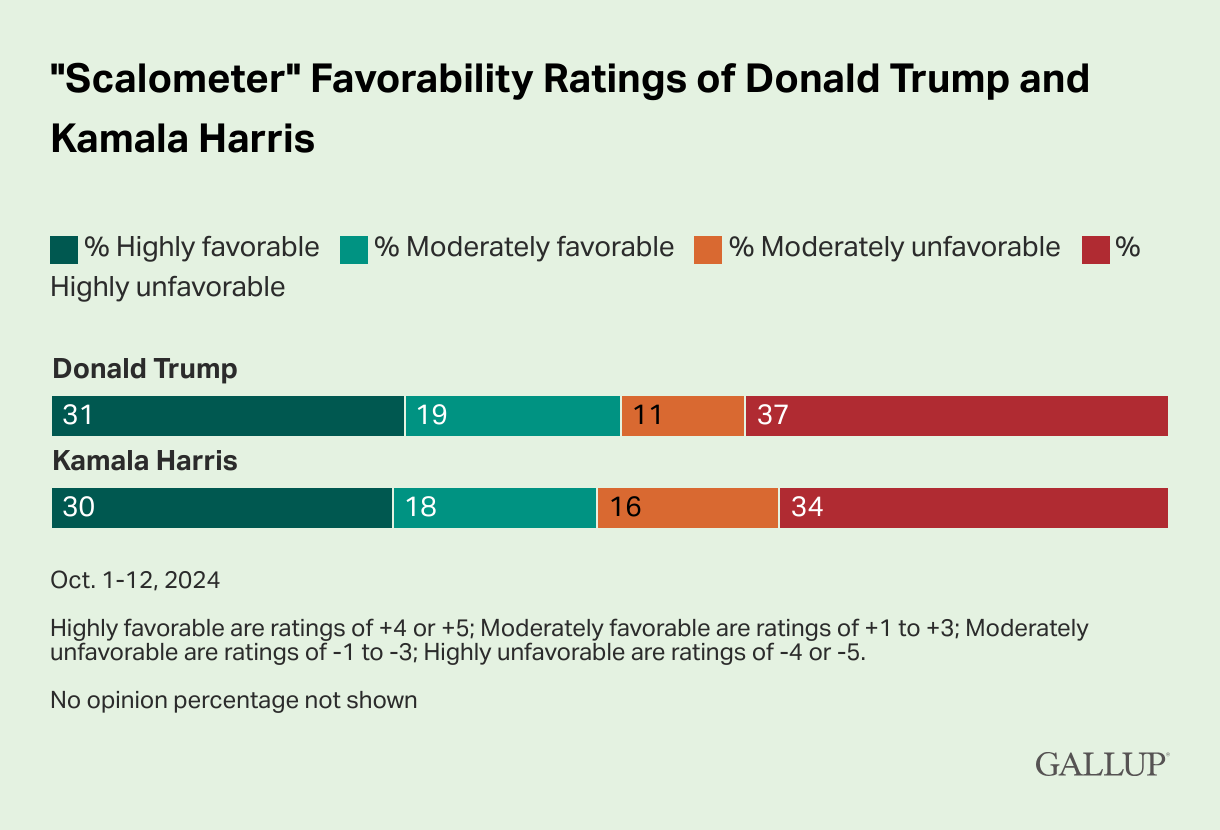 "Scalometer" Favorability Ratings of Donald Trump and
Kamala Harris
% Highly favorable % Moderately favorable % Moderately unfavorable %
Highly unfavorable
Donald Trump
31 19 11 37
Kamala Harris
30 18 16 34
Oct. 1-12, 2024
Highly favorable are ratings of +4 or +5; Moderately favorable are ratings of +1 to +3; Moderately
unfavorable are ratings of -1 to -3; Highly unfavorable are ratings of -4 or -5.
No opinion percentage not shown
GALLUP®